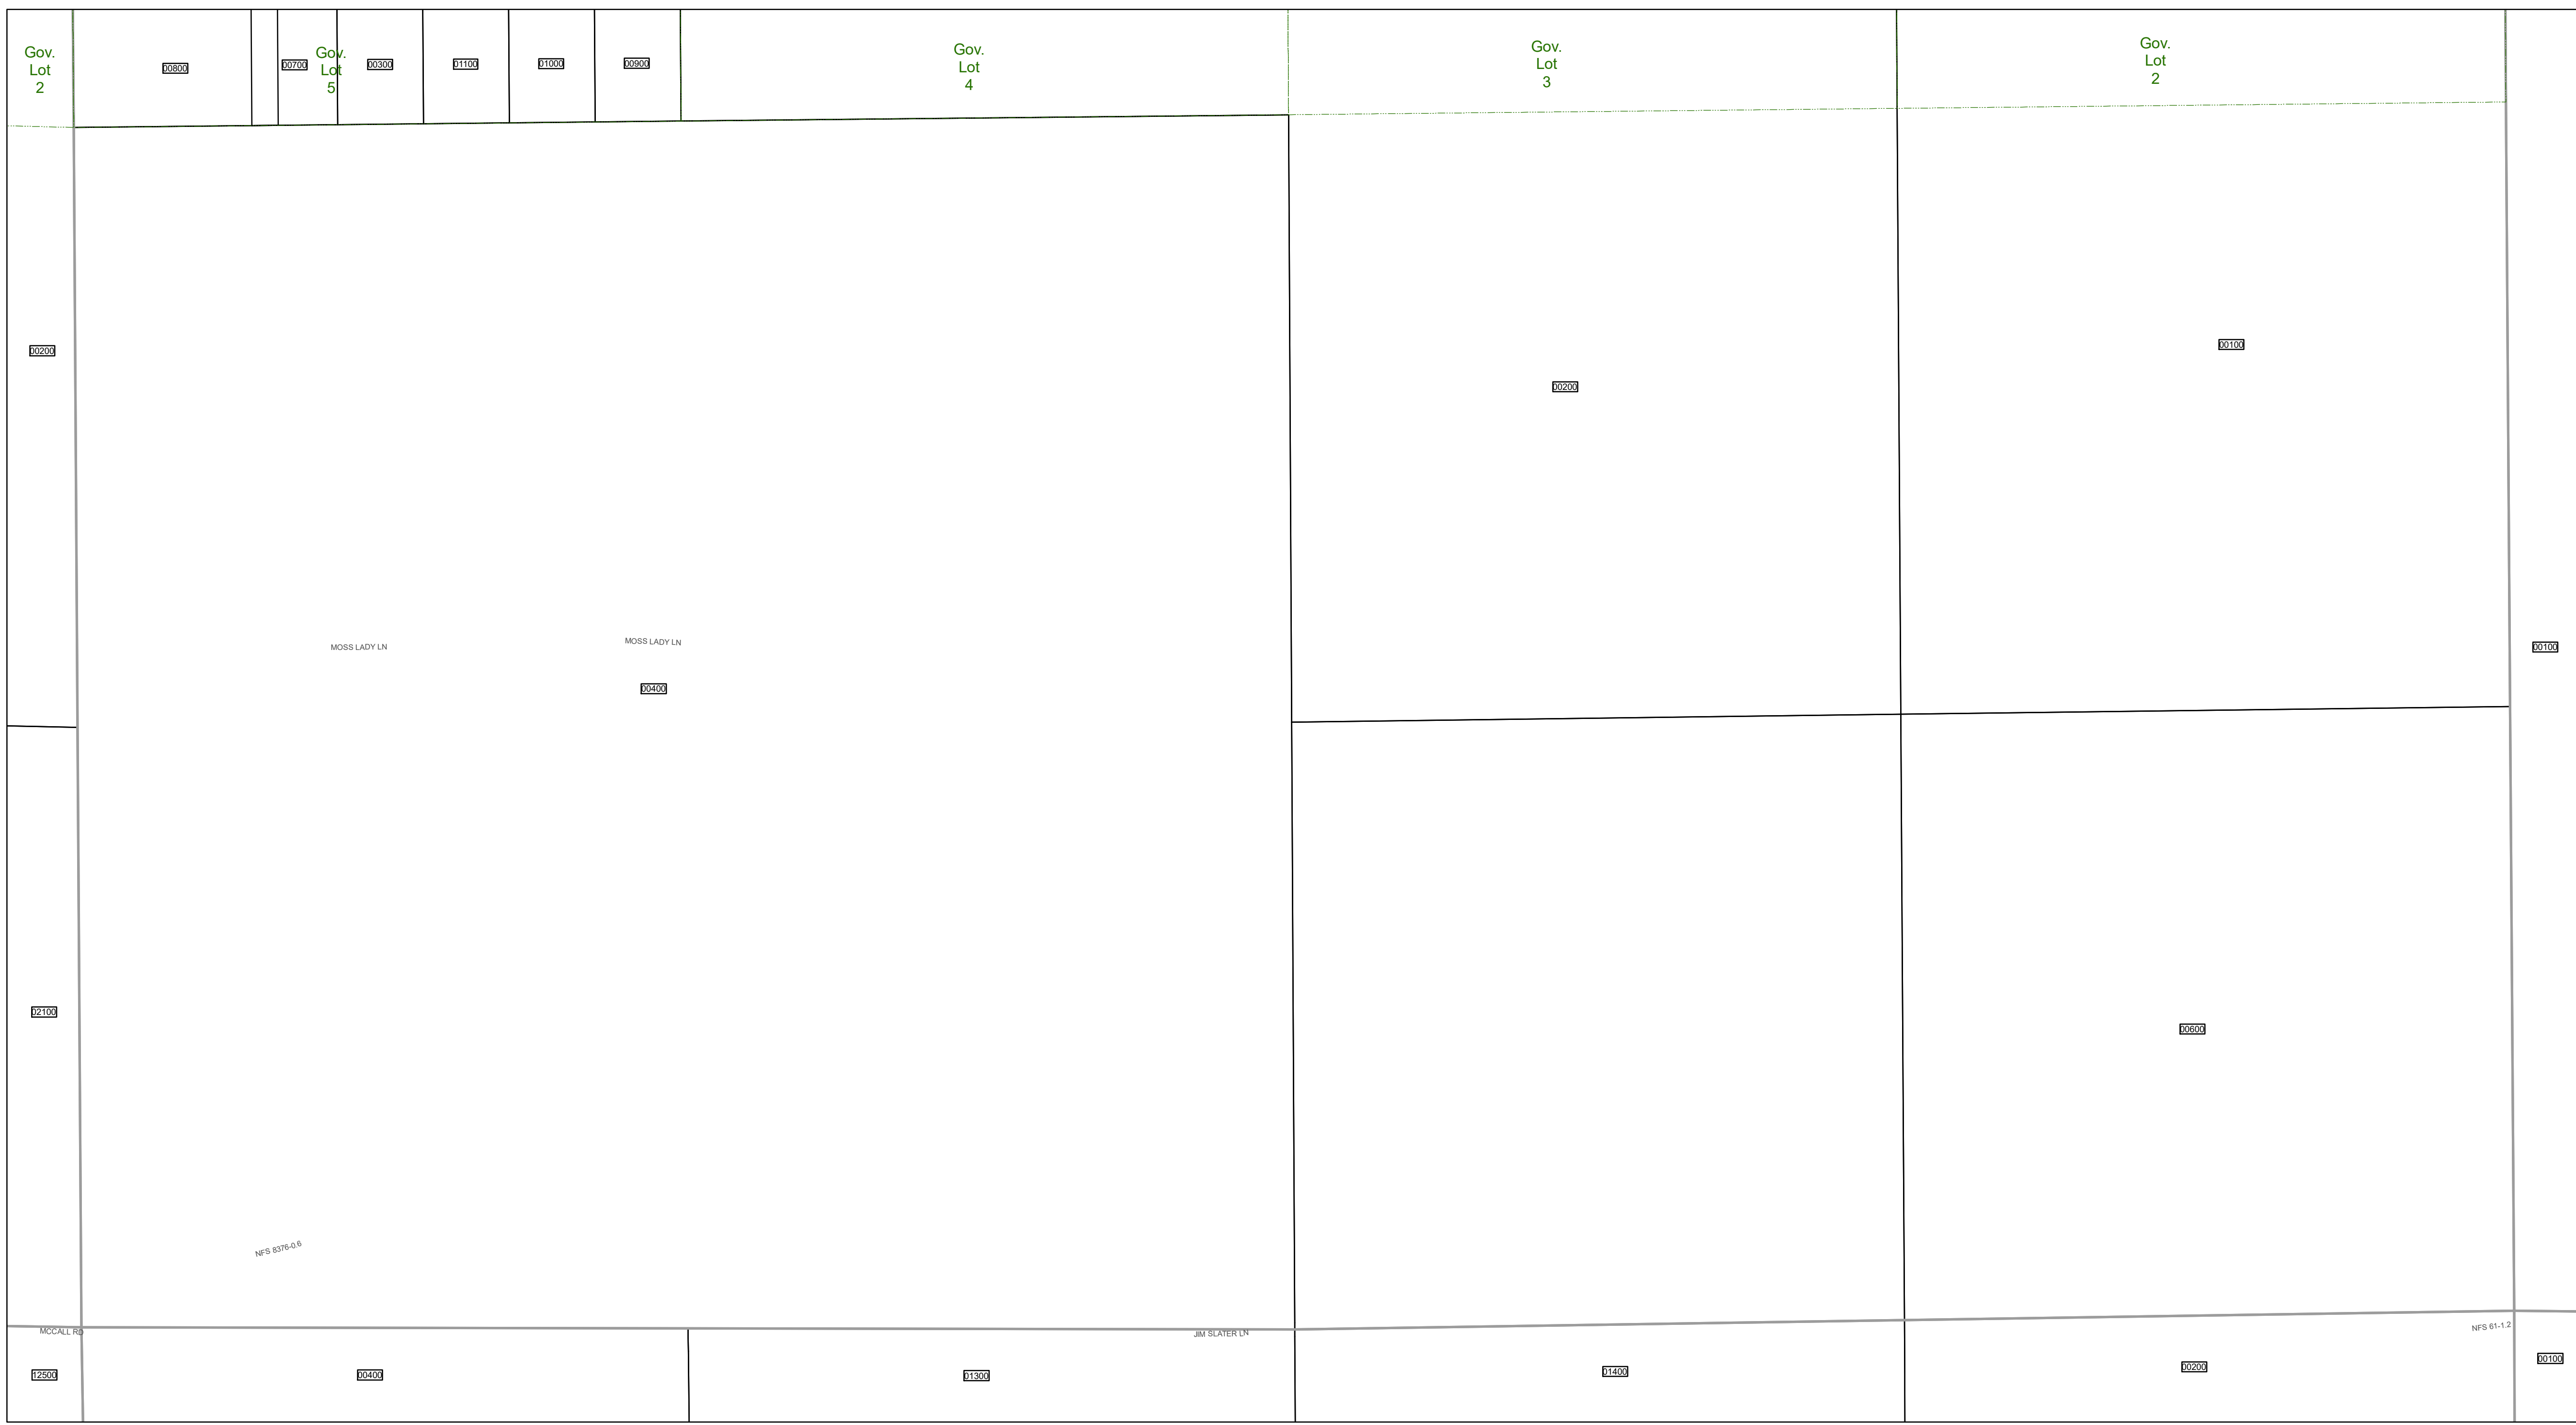 Gov.
Lot
2
00800
00700
Gov.
Lot
5
00300
01100
01000
00900
Gov.
Lot
4
Gov.
Lot
3
Gov.
Lot
2
00200
00200
00100
MOSS LADY LN
MOSS LADY LN
00400
00100
02100
00600
NFS 8376-0.6
MCCALL RD
JIM SLATER LN
NFS 61-1.2
12500
00400
01300
01400
00200
00100